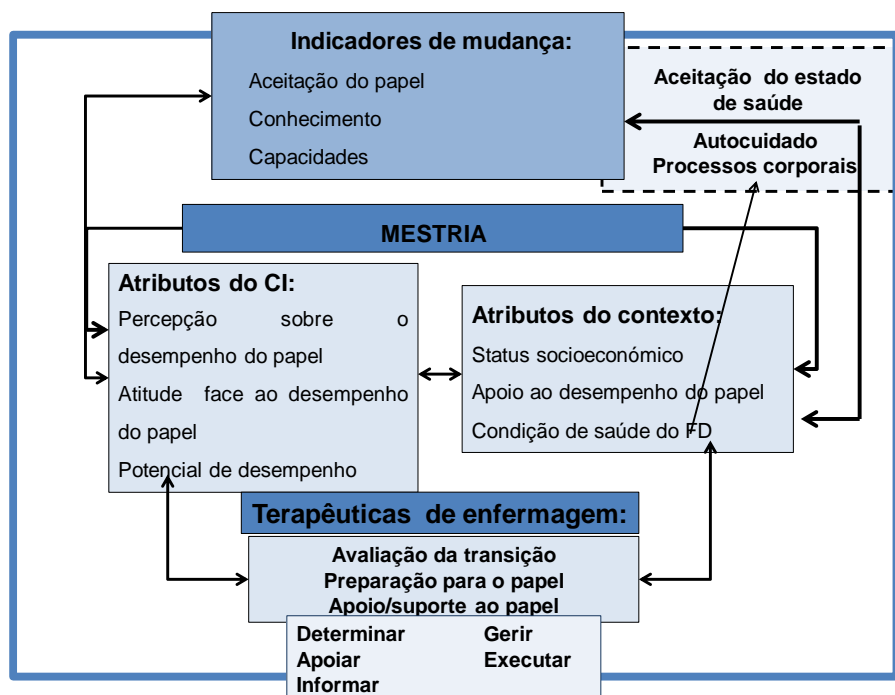 Indicadores de mudança:
Aceitação do papel
Conhecimento
Capacidades
Aceitação do estado
de saúde
Autocuidado
Processos corporais
MESTRIA
Atributos do CI:
Percepção sobre o
desempenho do papel
Atitude face ao desempenho
do papel
Potencial de desempenho
Atributos do contexto:
Status socioeconómico
Apoio ao desempenho do papel
Condição de saúde do FD
Terapêuticas de enfermagem:
Avaliação da transição
Preparação para o papel
Apoio/suporte ao papel
Determinar Gerir
Apoiar Executar
Informar